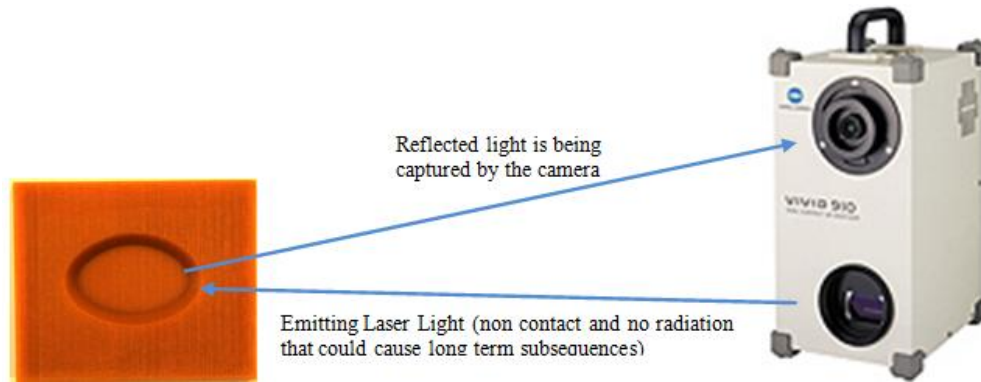 Reflected light is being
captured by the camera
VIVID 910
Emitting Laser Light (non contact and no radiation
that could cause long term subsequences)